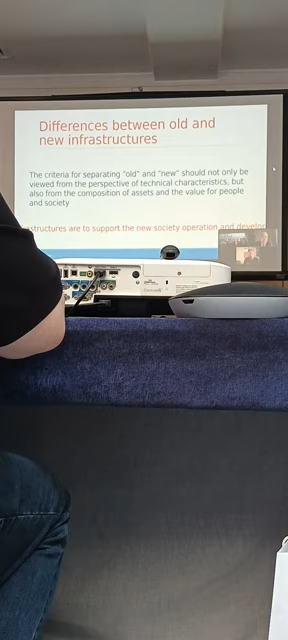 Differences between old and
new infrastructures
The criteria for separating "old" and "new" should not only be
viewed from the perspective of technical characteristics, but
also from the composition of assets and the value for people
and society
structures are to support the new society operation and develop